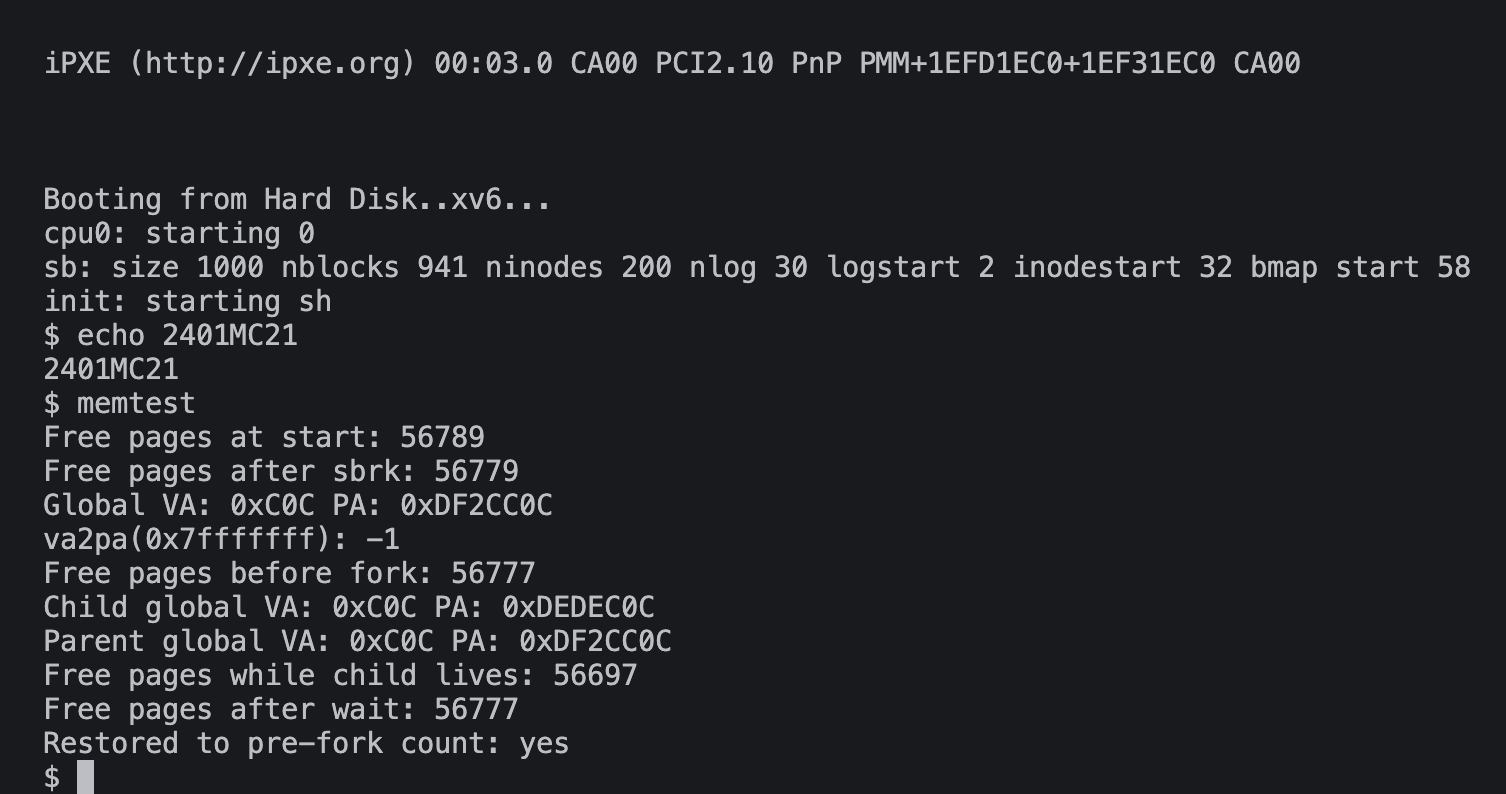 iPXE (http://ipxe.org) 00:03.0 CA00 PCI2.10 PnP PMM+1EFD1EC0+1EF31EC0 CA00
Booting from Hard Disk..xv6...
cpu0: starting 0
sb: size 1000 nblocks 941 ninodes 200 nlog 30 logstart 2 inodestart 32 bmap start 58
init: starting sh
$ echo 2401MC21
2401MC21
$ memtest
Free pages at start: 56789
Free pages after sbrk: 56779
Global VA: 0xC0C PA: 0xDF2CC0C
va2pa(0x7fffffff): -1
Free pages before fork: 56777
Child global VA: 0xC0C PA: 0xDEDEC0C
Parent global VA: 0xC0C PA: 0xDF2CC0C
Free pages while child lives: 56697
Free pages after wait: 56777
Restored to pre-fork count: yes
$